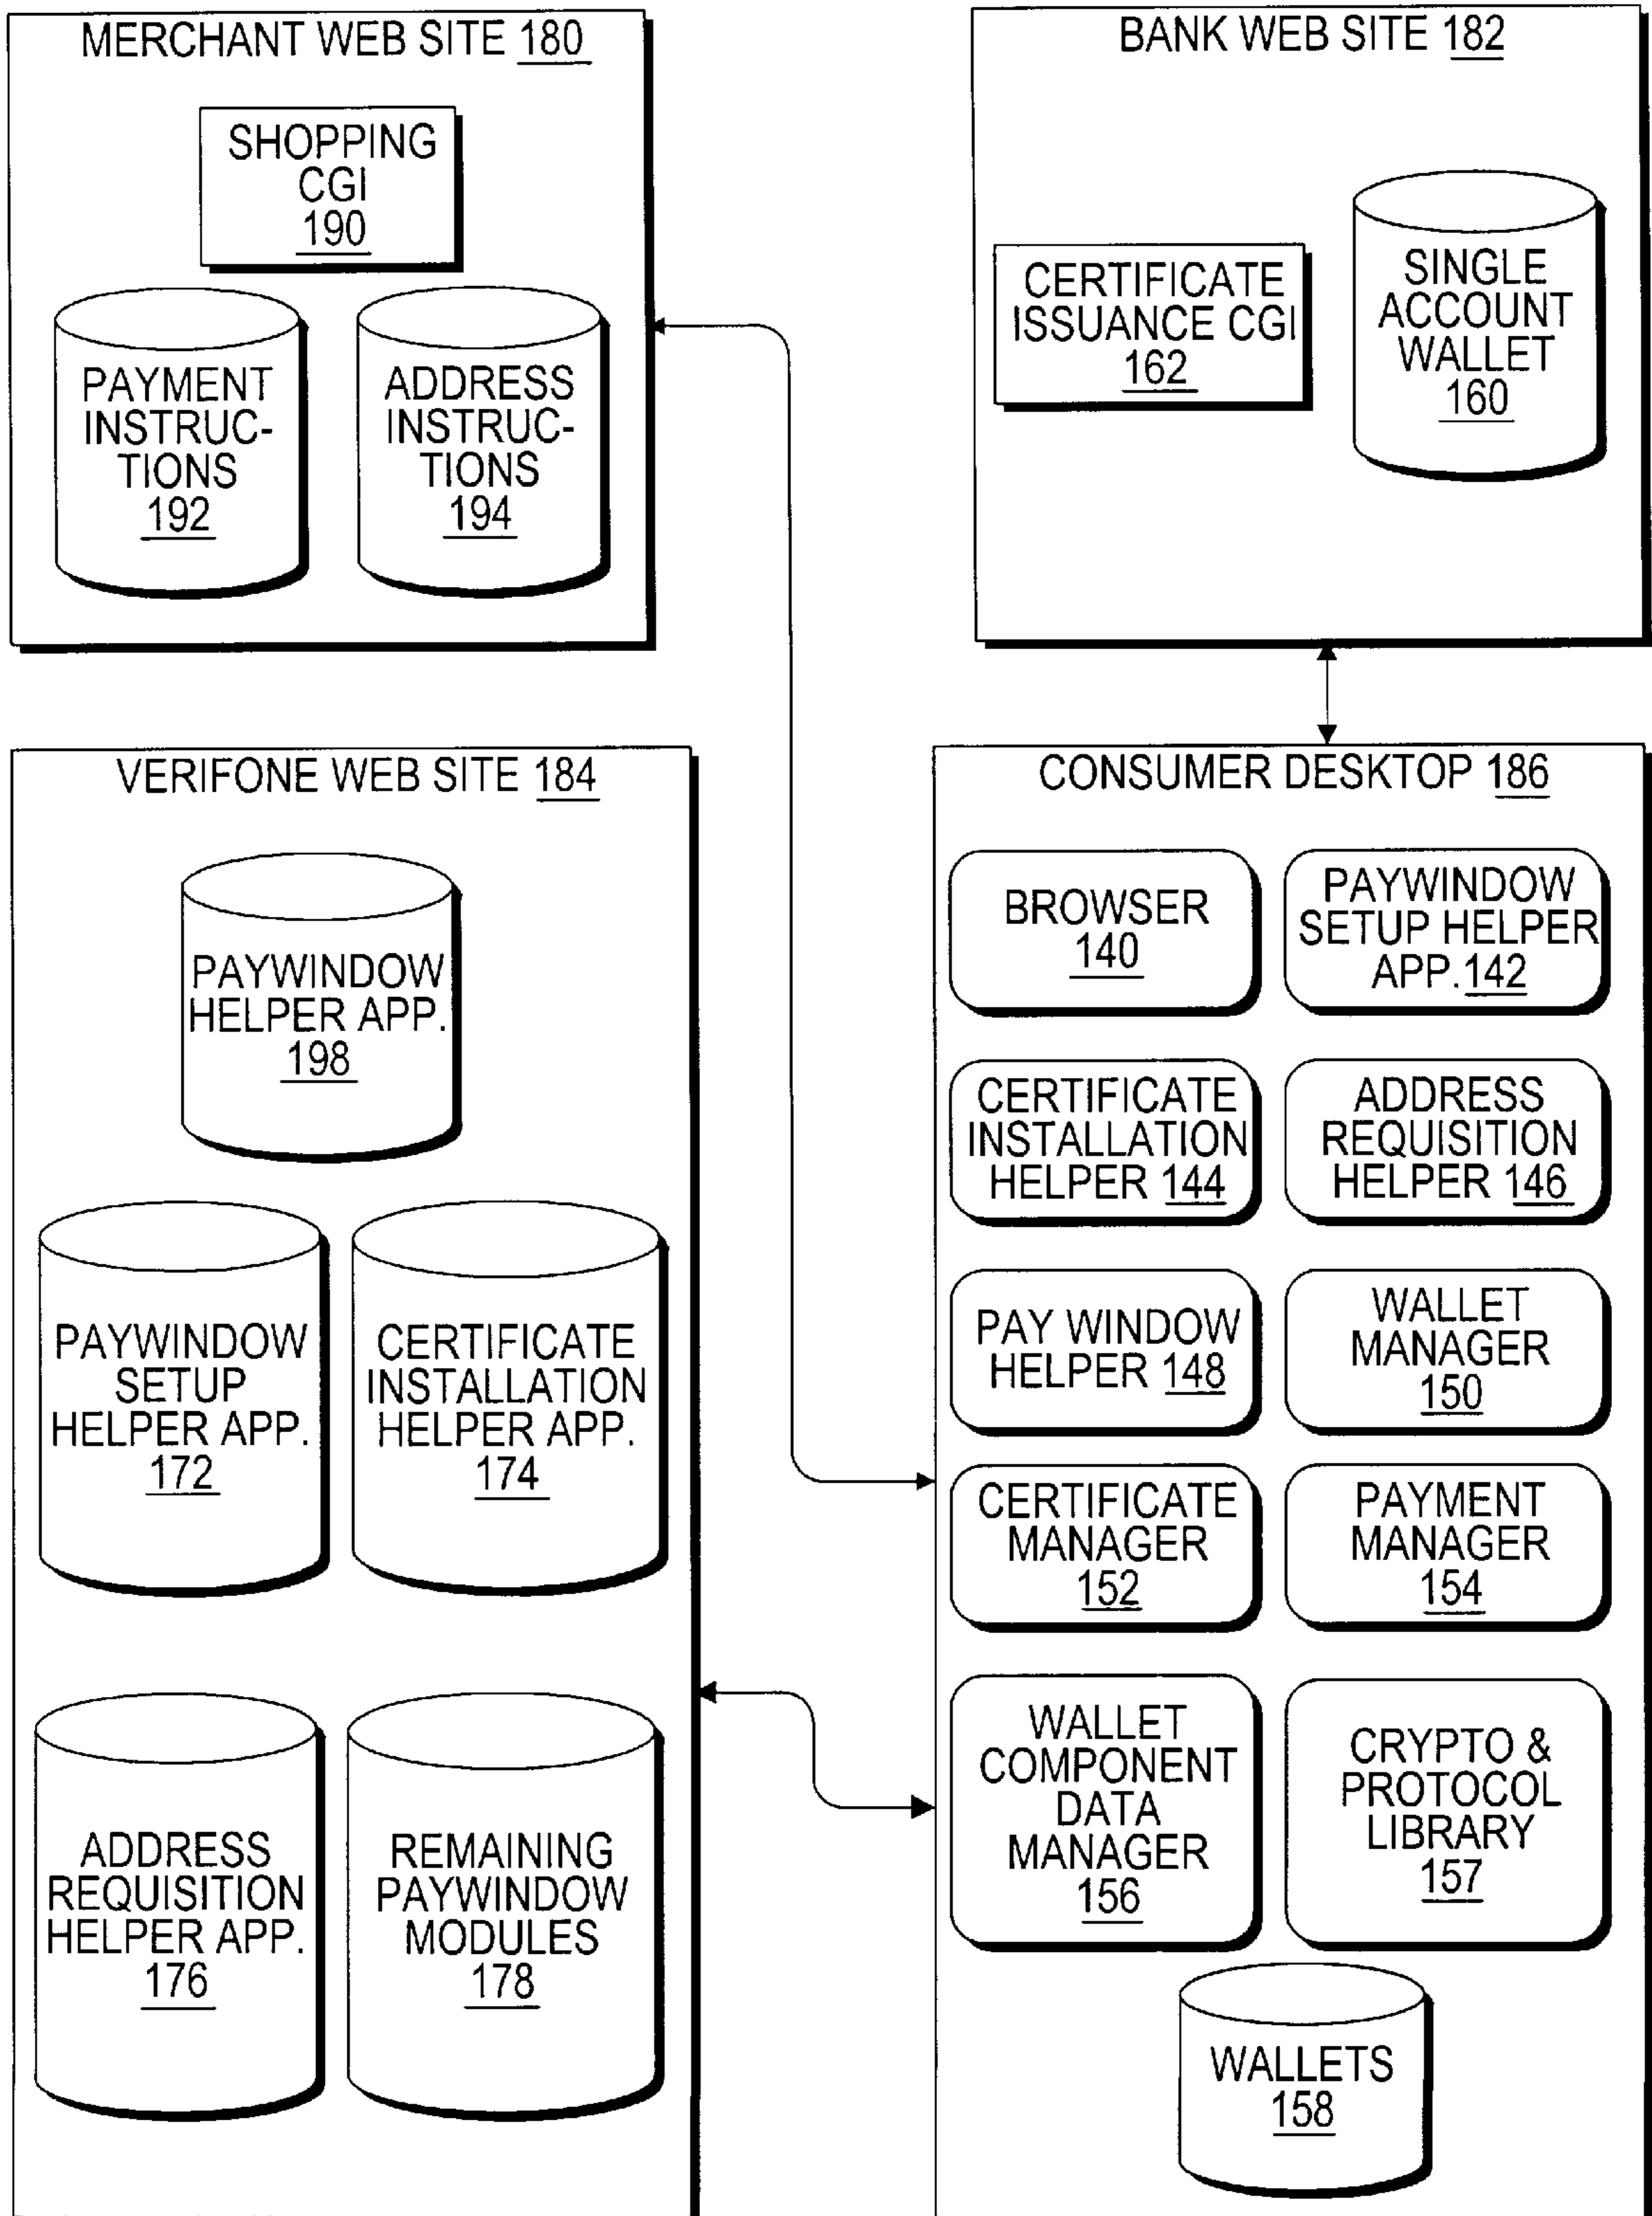 MERCHANT WEB SITE 180
SHOPPING
CGI
190
PAYMENT
INSTRUC-
TIONS
192
ADDRESS
INSTRUC-
TIONS
194
BANK WEB SITE 182
CERTIFICATE
ISSUANCE CGI
162
SINGLE
ACCOUNT
WALLET
160
VERIFONE WEB SITE 184
PAYWINDOW
HELPER APP.
198
PAYWINDOW
SETUP
HELPER APP.
172
CERTIFICATE
INSTALLATION
HELPER APP.
174
ADDRESS
REQUISITION
HELPER APP.
176
REMAINING
PAYWINDOW
MODULES
178
CONSUMER DESKTOP 186
BROWSER
140
PAYWINDOW
SETUP HELPER
APP. 142
CERTIFICATE
INSTALLATION
HELPER 144
ADDRESS
REQUISITION
HELPER 146
PAY WINDOW
HELPER 148
WALLET
MANAGER
150
CERTIFICATE
MANAGER
152
PAYMENT
MANAGER
154
WALLET
COMPONENT
DATA
MANAGER
156
CRYPTO &
PROTOCOL
LIBRARY
157
WALLETS
158